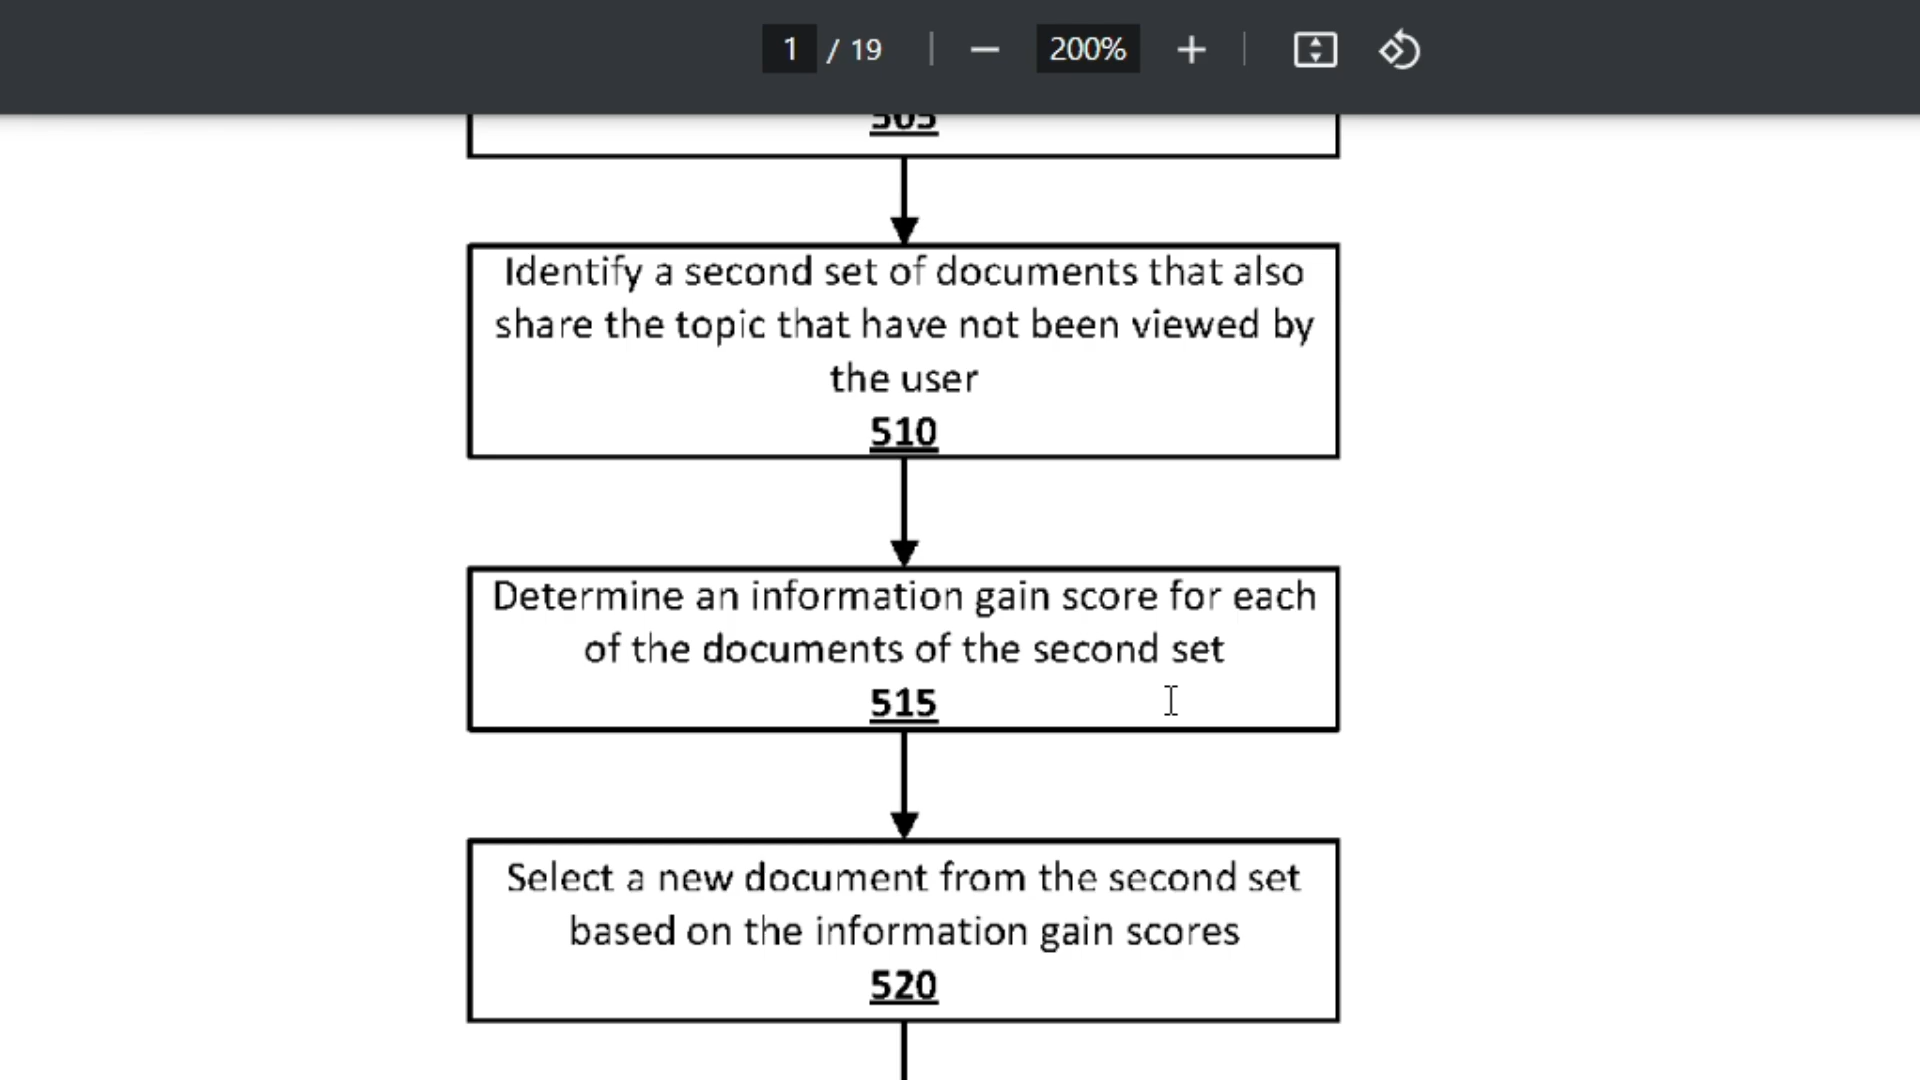 1 / 19 200%
505
Identify a second set of documents that also
share the topic that have not been viewed by
the user
510
Determine an information gain score for each
of the documents of the second set
515
Select a new document from the second set
based on the information gain scores
520